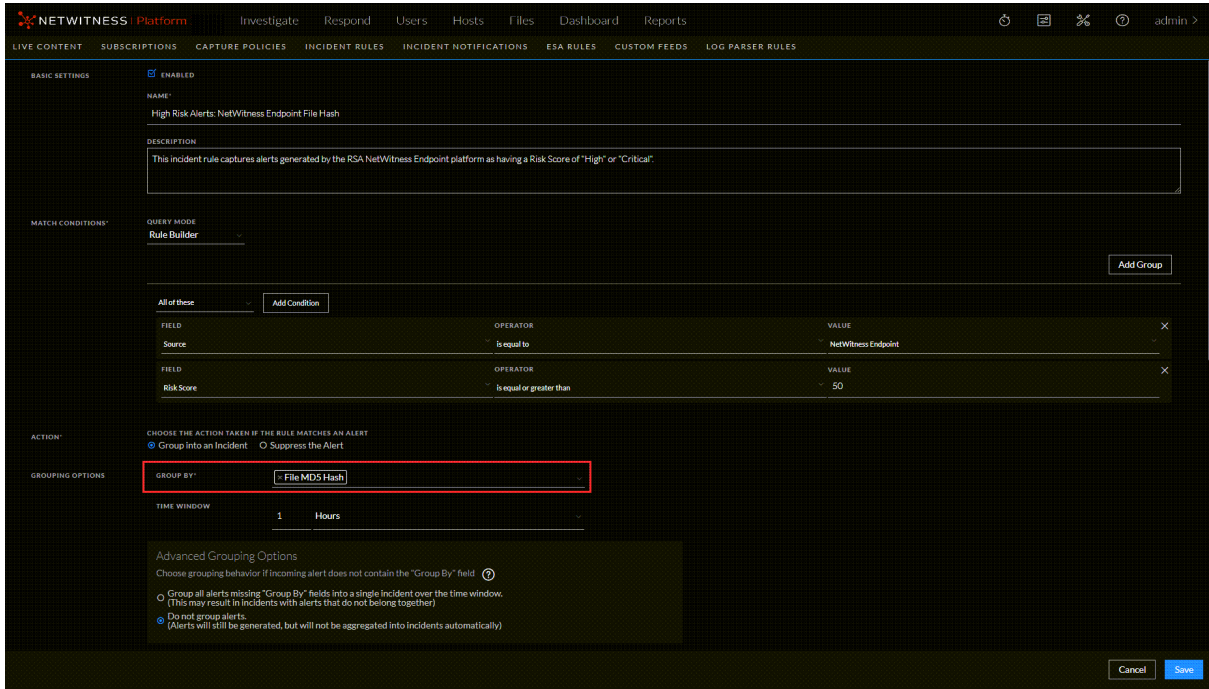 NETWITNESS Platform Investigate Respond Users Hosts Files Dashboard Reports admin >
LIVE CONTENT SUBSCRIPTIONS CAPTURE POLICIES INCIDENT RULES INCIDENT NOTIFICATIONS ESA RULES CUSTOM FEEDS LOG PARSER RULES
BASIC SETTINGS ENABLED
NAME*
High Risk Alerts: NetWitness Endpoint File Hash
DESCRIPTION
This incident rule captures alerts generated by the RSA NetWitness Endpoint platform as having a Risk Score of "High" or "Critical".
MATCH CONDITIONS* QUERY MODE
Rule Builder
Add Group
All of these Add Condition
FIELD OPERATOR VALUE
Source is equal to NetWitness Endpoint
FIELD OPERATOR VALUE
Risk Score is equal or greater than 50
CHOOSE THE ACTION TAKEN IF THE RULE MATCHES AN ALERT
ACTION*
Group into an Incident Suppress the Alert
GROUPING OPTIONS GROUP BY* × File MD5 Hash
TIME WINDOW
1 Hours
Advanced Grouping Options
Choose grouping behavior if incoming alert does not contain the "Group By" field ?
Group all alerts missing "Group By" fields into a single incident over the time window.
(This may result in incidents with alerts that do not belong together)
Do not group alerts.
(Alerts will still be generated, but will not be aggregated into incidents automatically)
Cancel Save